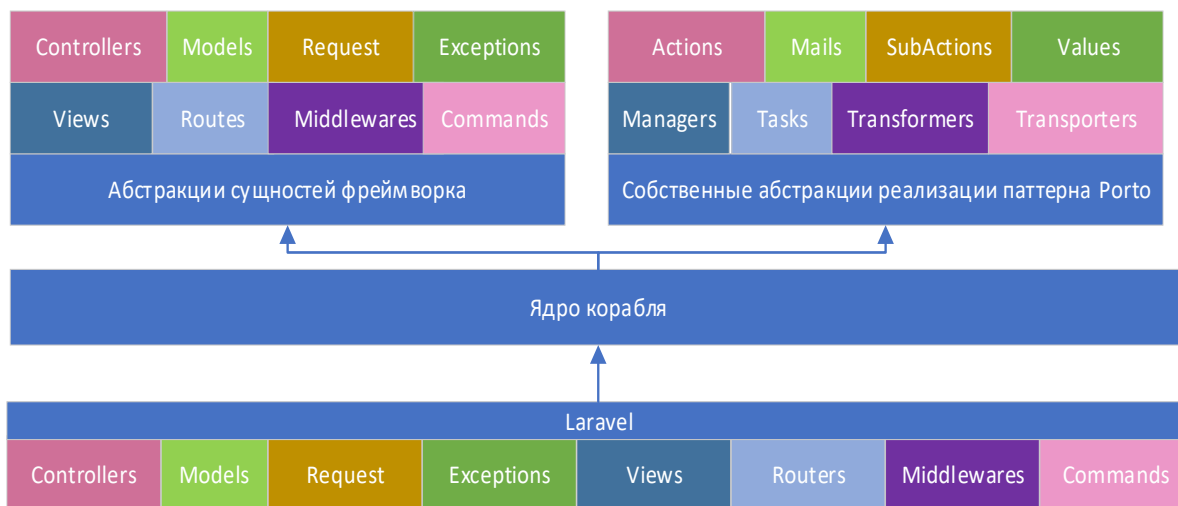 Controllers Models Request Exceptions
Views Routes Middlewares Commands
Абстракции сущностей фреймворка
Actions Mails SubActions Values
Managers Tasks Transformers Transporters
Собственные абстракции реализации паттерна Porto
Ядро корабля
Laravel
Controllers Models Request Exceptions Views Routers Middlewares Commands